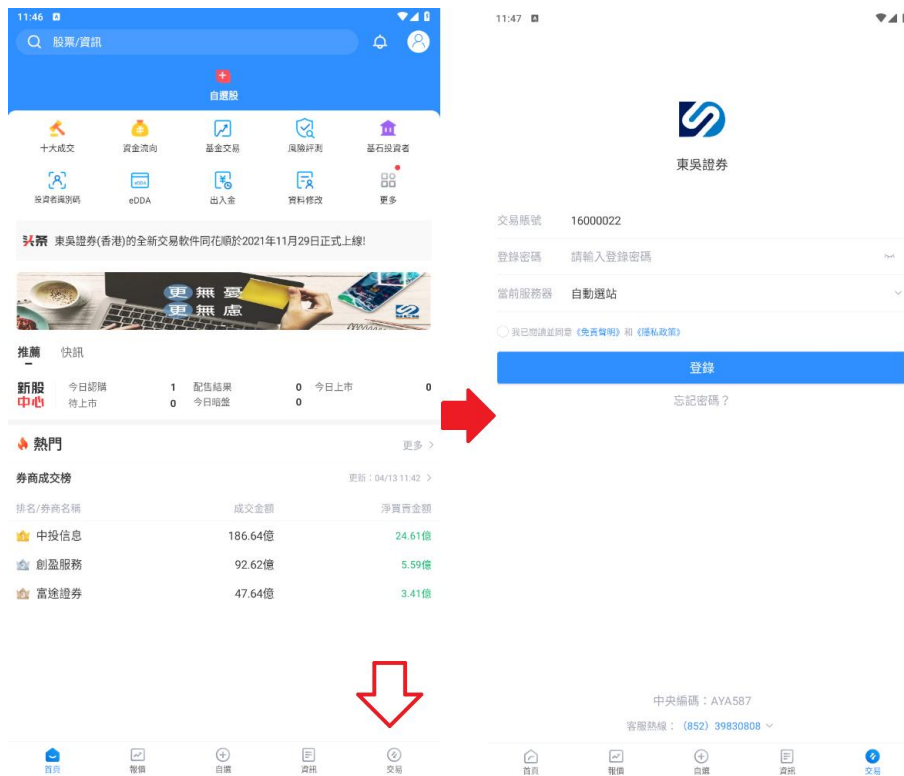 11:46
股票/資訊
自選股
十大成交 資金流向 基金交易 風險評測 基石投資者
投資者識別碼 eDDA 出入金 資料修改 更多
头条 東吳證券(香港)的全新交易軟件同花順於2021年11月29日正式上線!
更無憂
更無慮
推薦 快訊
新股中心
今日認購 1 配售結果 0 今日上市 0
待上市 0 今日暗盤 0
熱門 更多 >
券商成交榜 更新：04/13 11:42 >
排名/券商名稱 成交金額 淨買賣金額
中投信息 186.64億 24.61億
創盈服務 92.62億 5.59億
富途證券 47.64億 3.41億
首頁 報價 自選 資訊 交易
11:47
東吳證券
交易賬號 16000022
登錄密碼 請輸入登錄密碼
當前服務器 自動選站
我已閱讀並同意《免責聲明》和《隱私政策》
登錄
忘記密碼？
中央編碼：AYA587
客服熱線：（852）39830808
首頁 報價 自選 資訊 交易